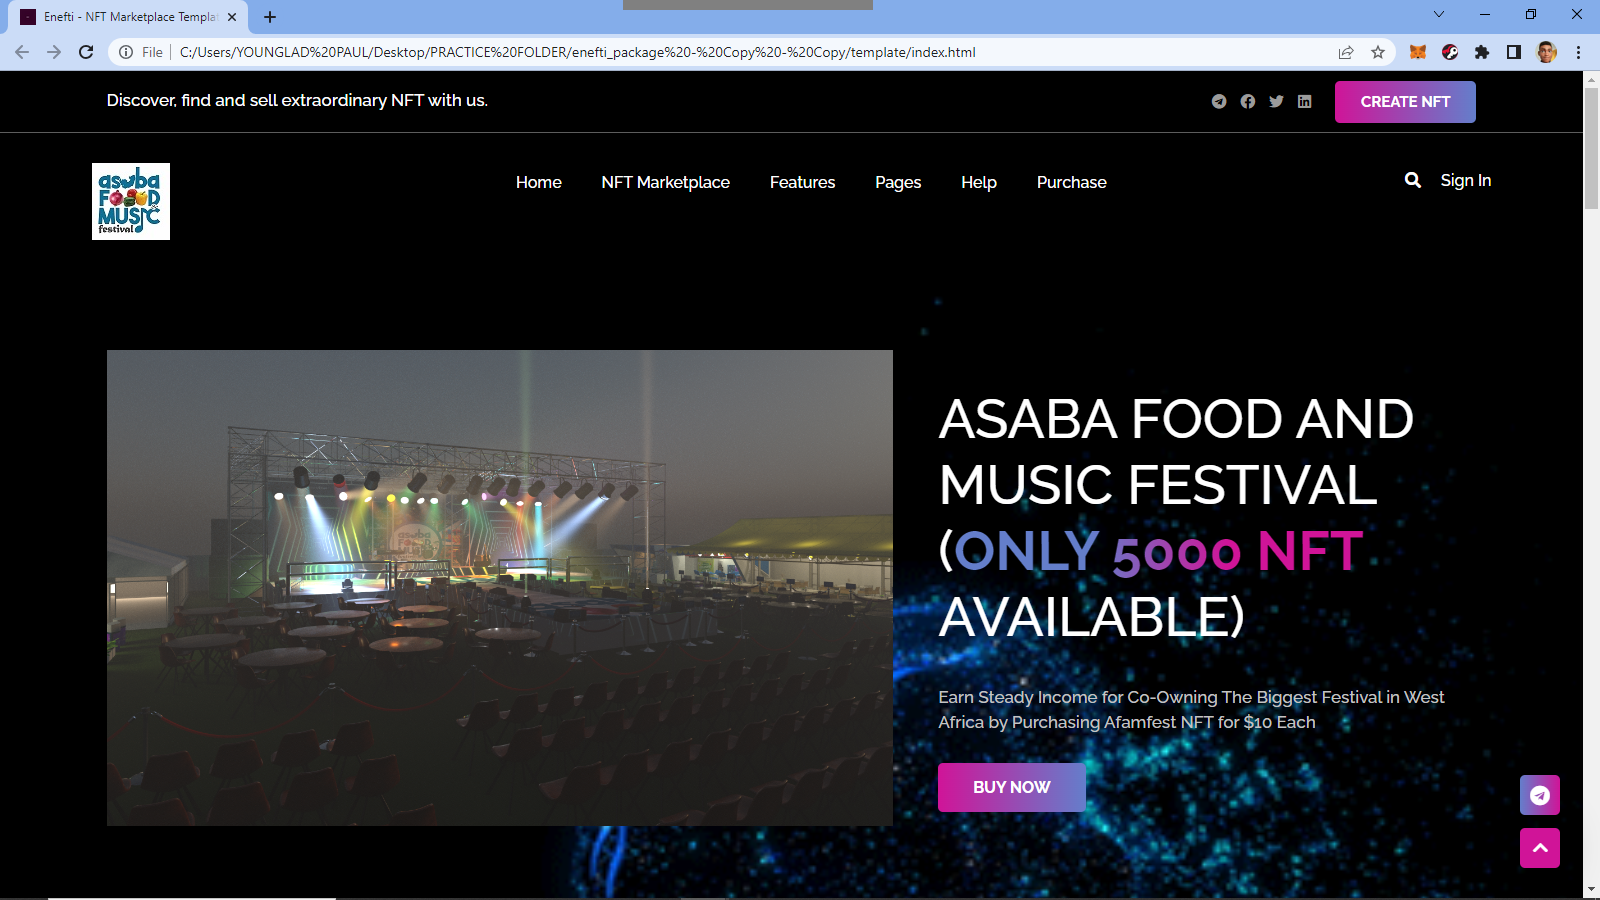 Enefti - NFT Marketplace Templat
File
C:/Users/YOUNGLAD%20PAUL/Desktop/PRACTICE%20FOLDER/enefti_package%20-%20Copy%20-%20Copy/template/index.html
Discover, find and sell extraordinary NFT with us.
CREATE NFT
asaba
FOOD
MUSIC
festival
Home
NFT Marketplace
Features
Pages
Help
Purchase
Sign In
asaba
FOOD
ASABA FOOD AND
MUSIC FESTIVAL
(ONLY 5000 NFT
AVAILABLE)
Earn Steady Income for Co-Owning The Biggest Festival in West
Africa by Purchasing Afamfest NFT for $10 Each
BUY NOW